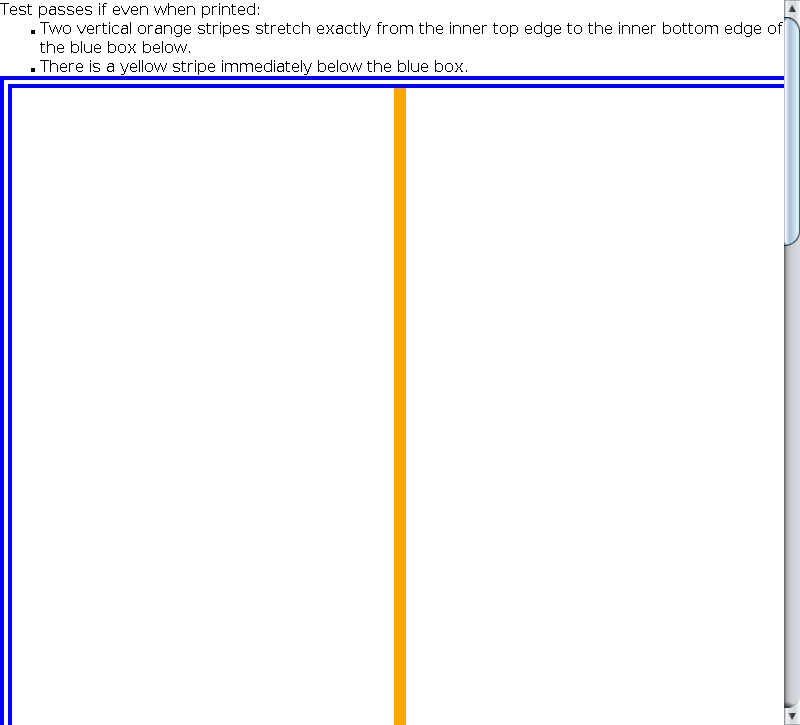 Test passes if even when printed:
Two vertical orange stripes stretch exactly from the inner top edge to the inner bottom edge of
the blue box below.
There is a yellow stripe immediately below the blue box.